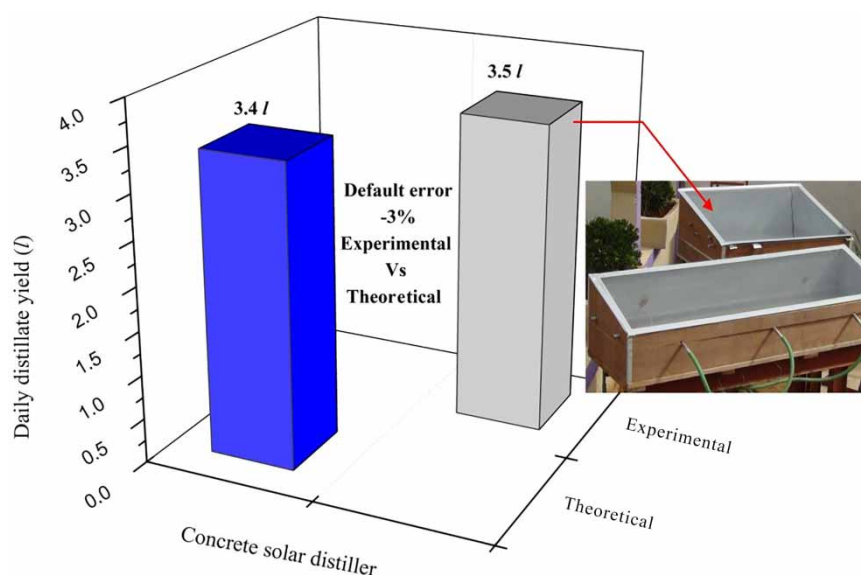 3.4 l
3.5 l
Default error
-3%
Experimental
Vs
Theoretical
Daily distillate yield (l)
4.0
3.5
3.0
2.5
2.0
1.5
1.0
0.5
0.0
Concrete solar distiller
Theoretical
Experimental